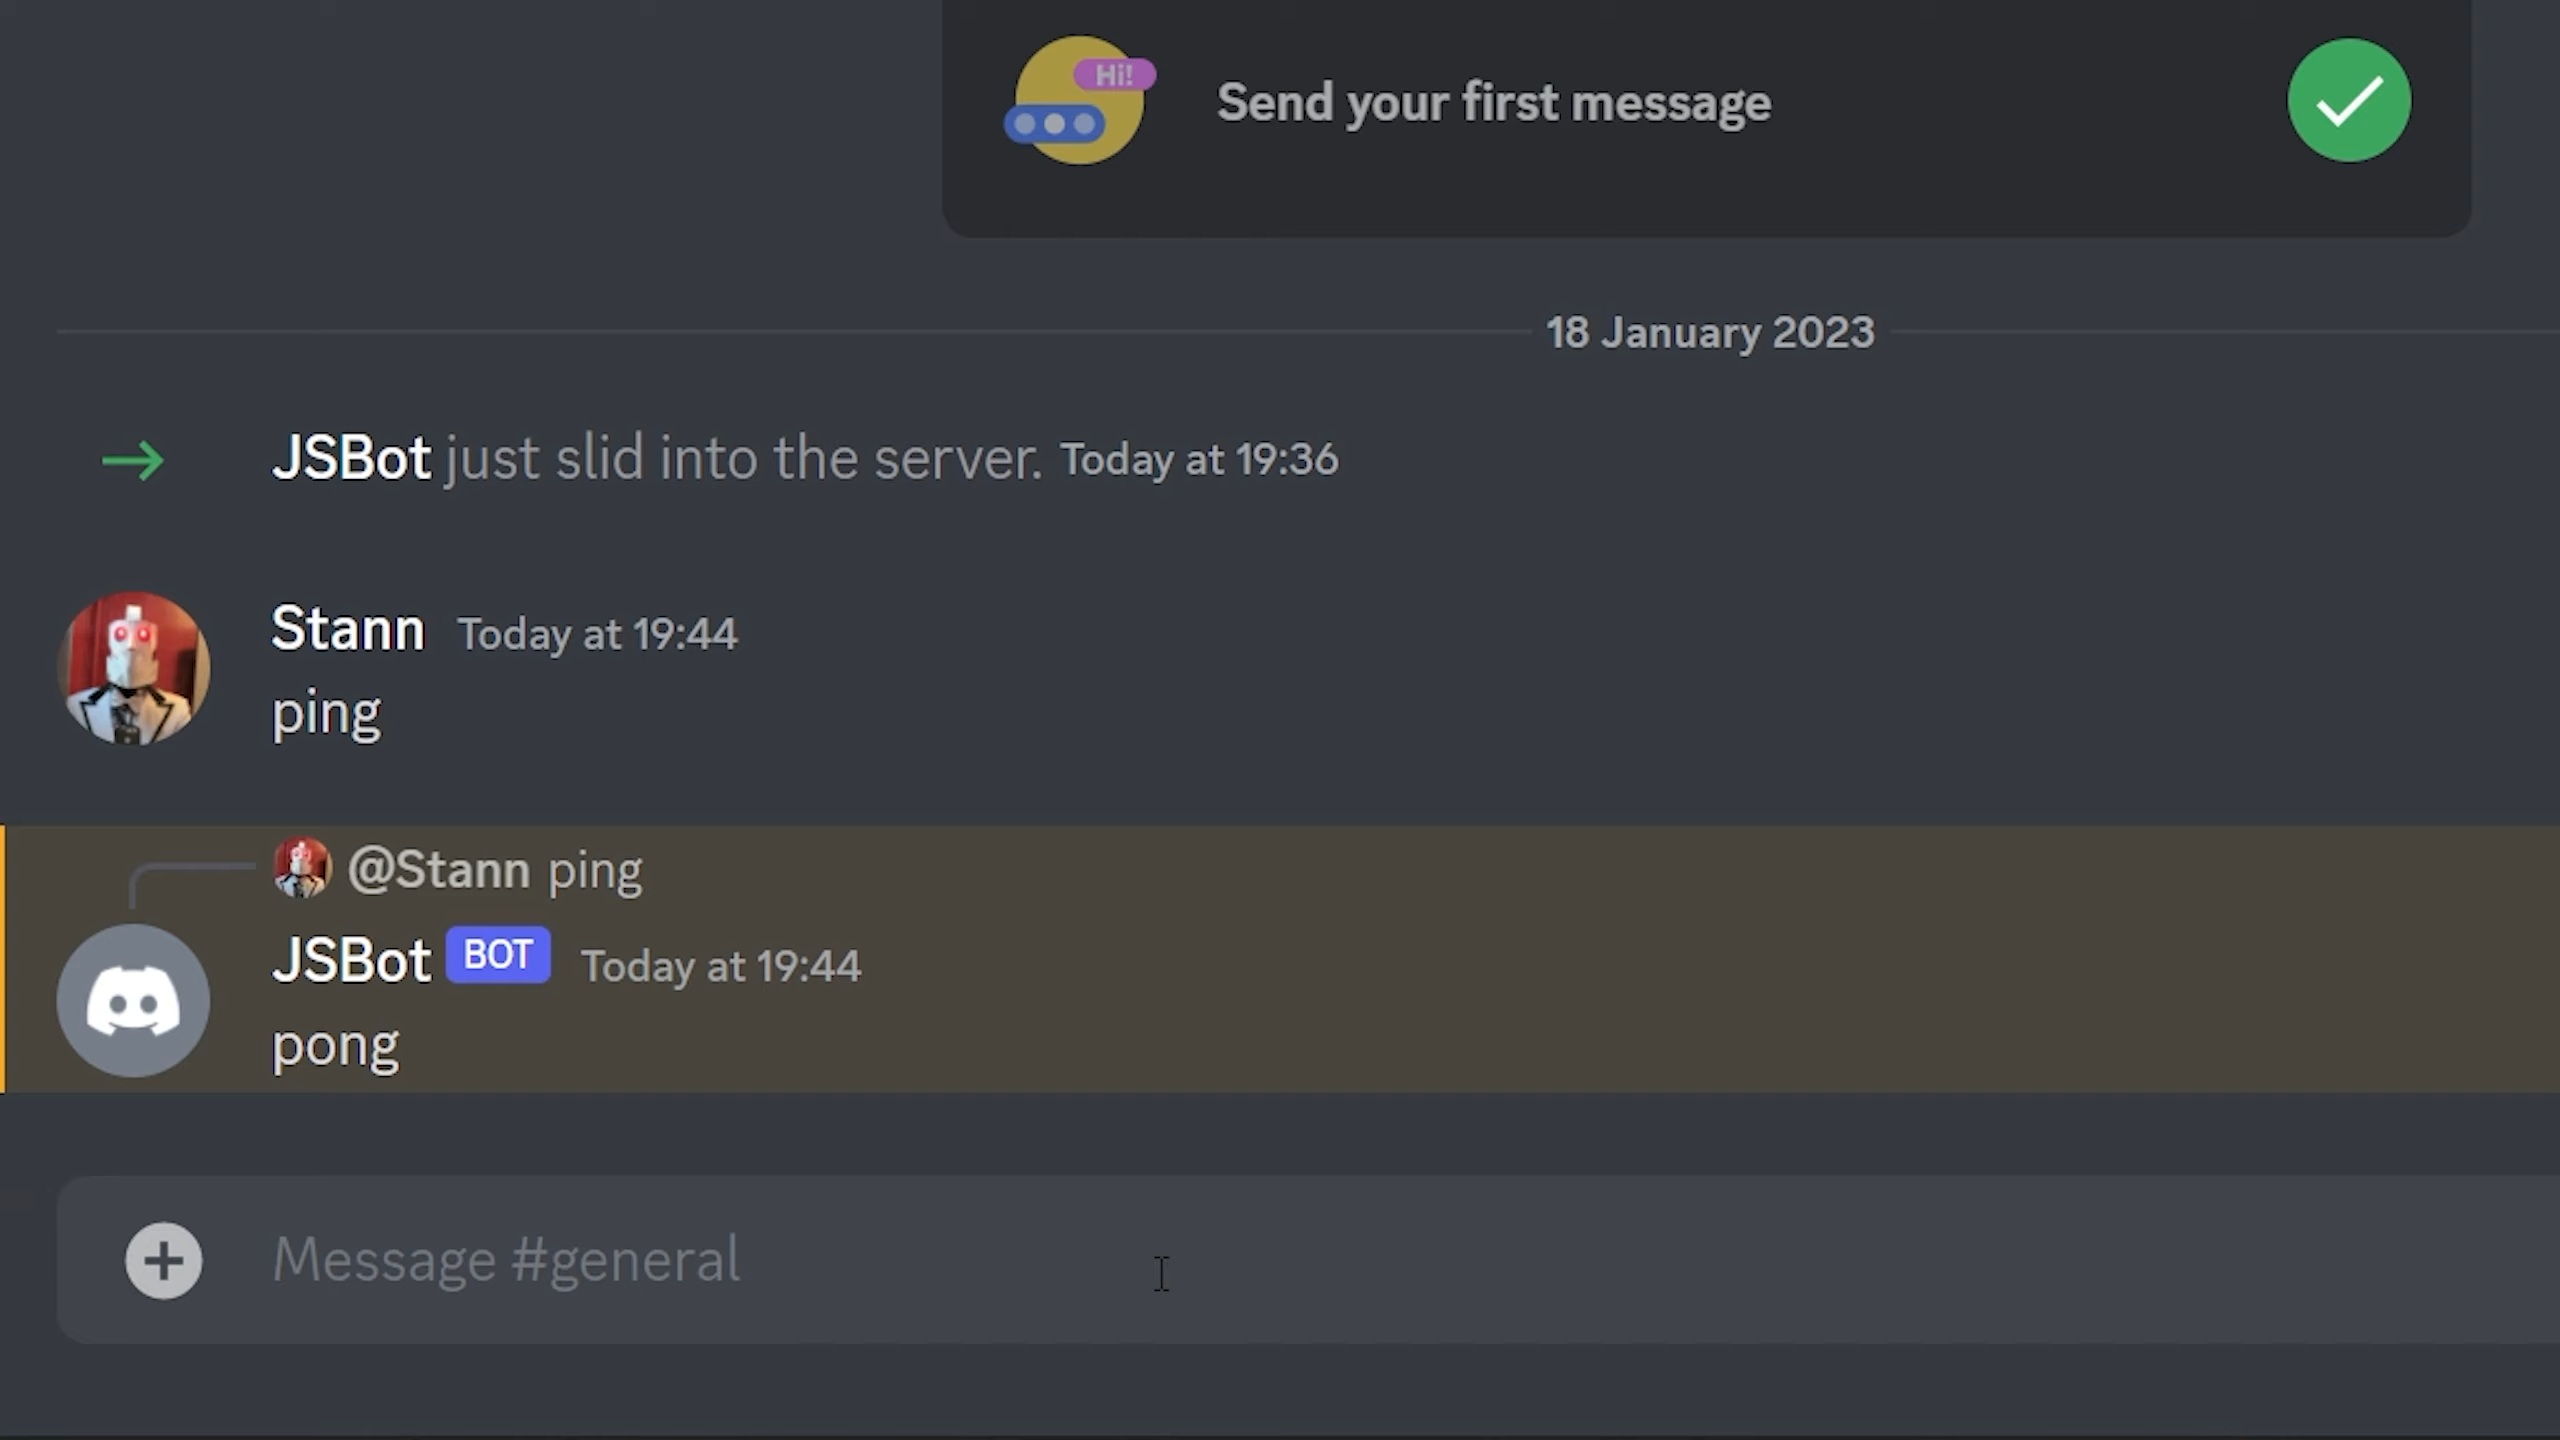 Hi!
Send your first message
18 January 2023
JSBot just slid into the server. Today at 19:36
Stann Today at 19:44
ping
@Stann ping
JSBot BOT Today at 19:44
pong
Message #general